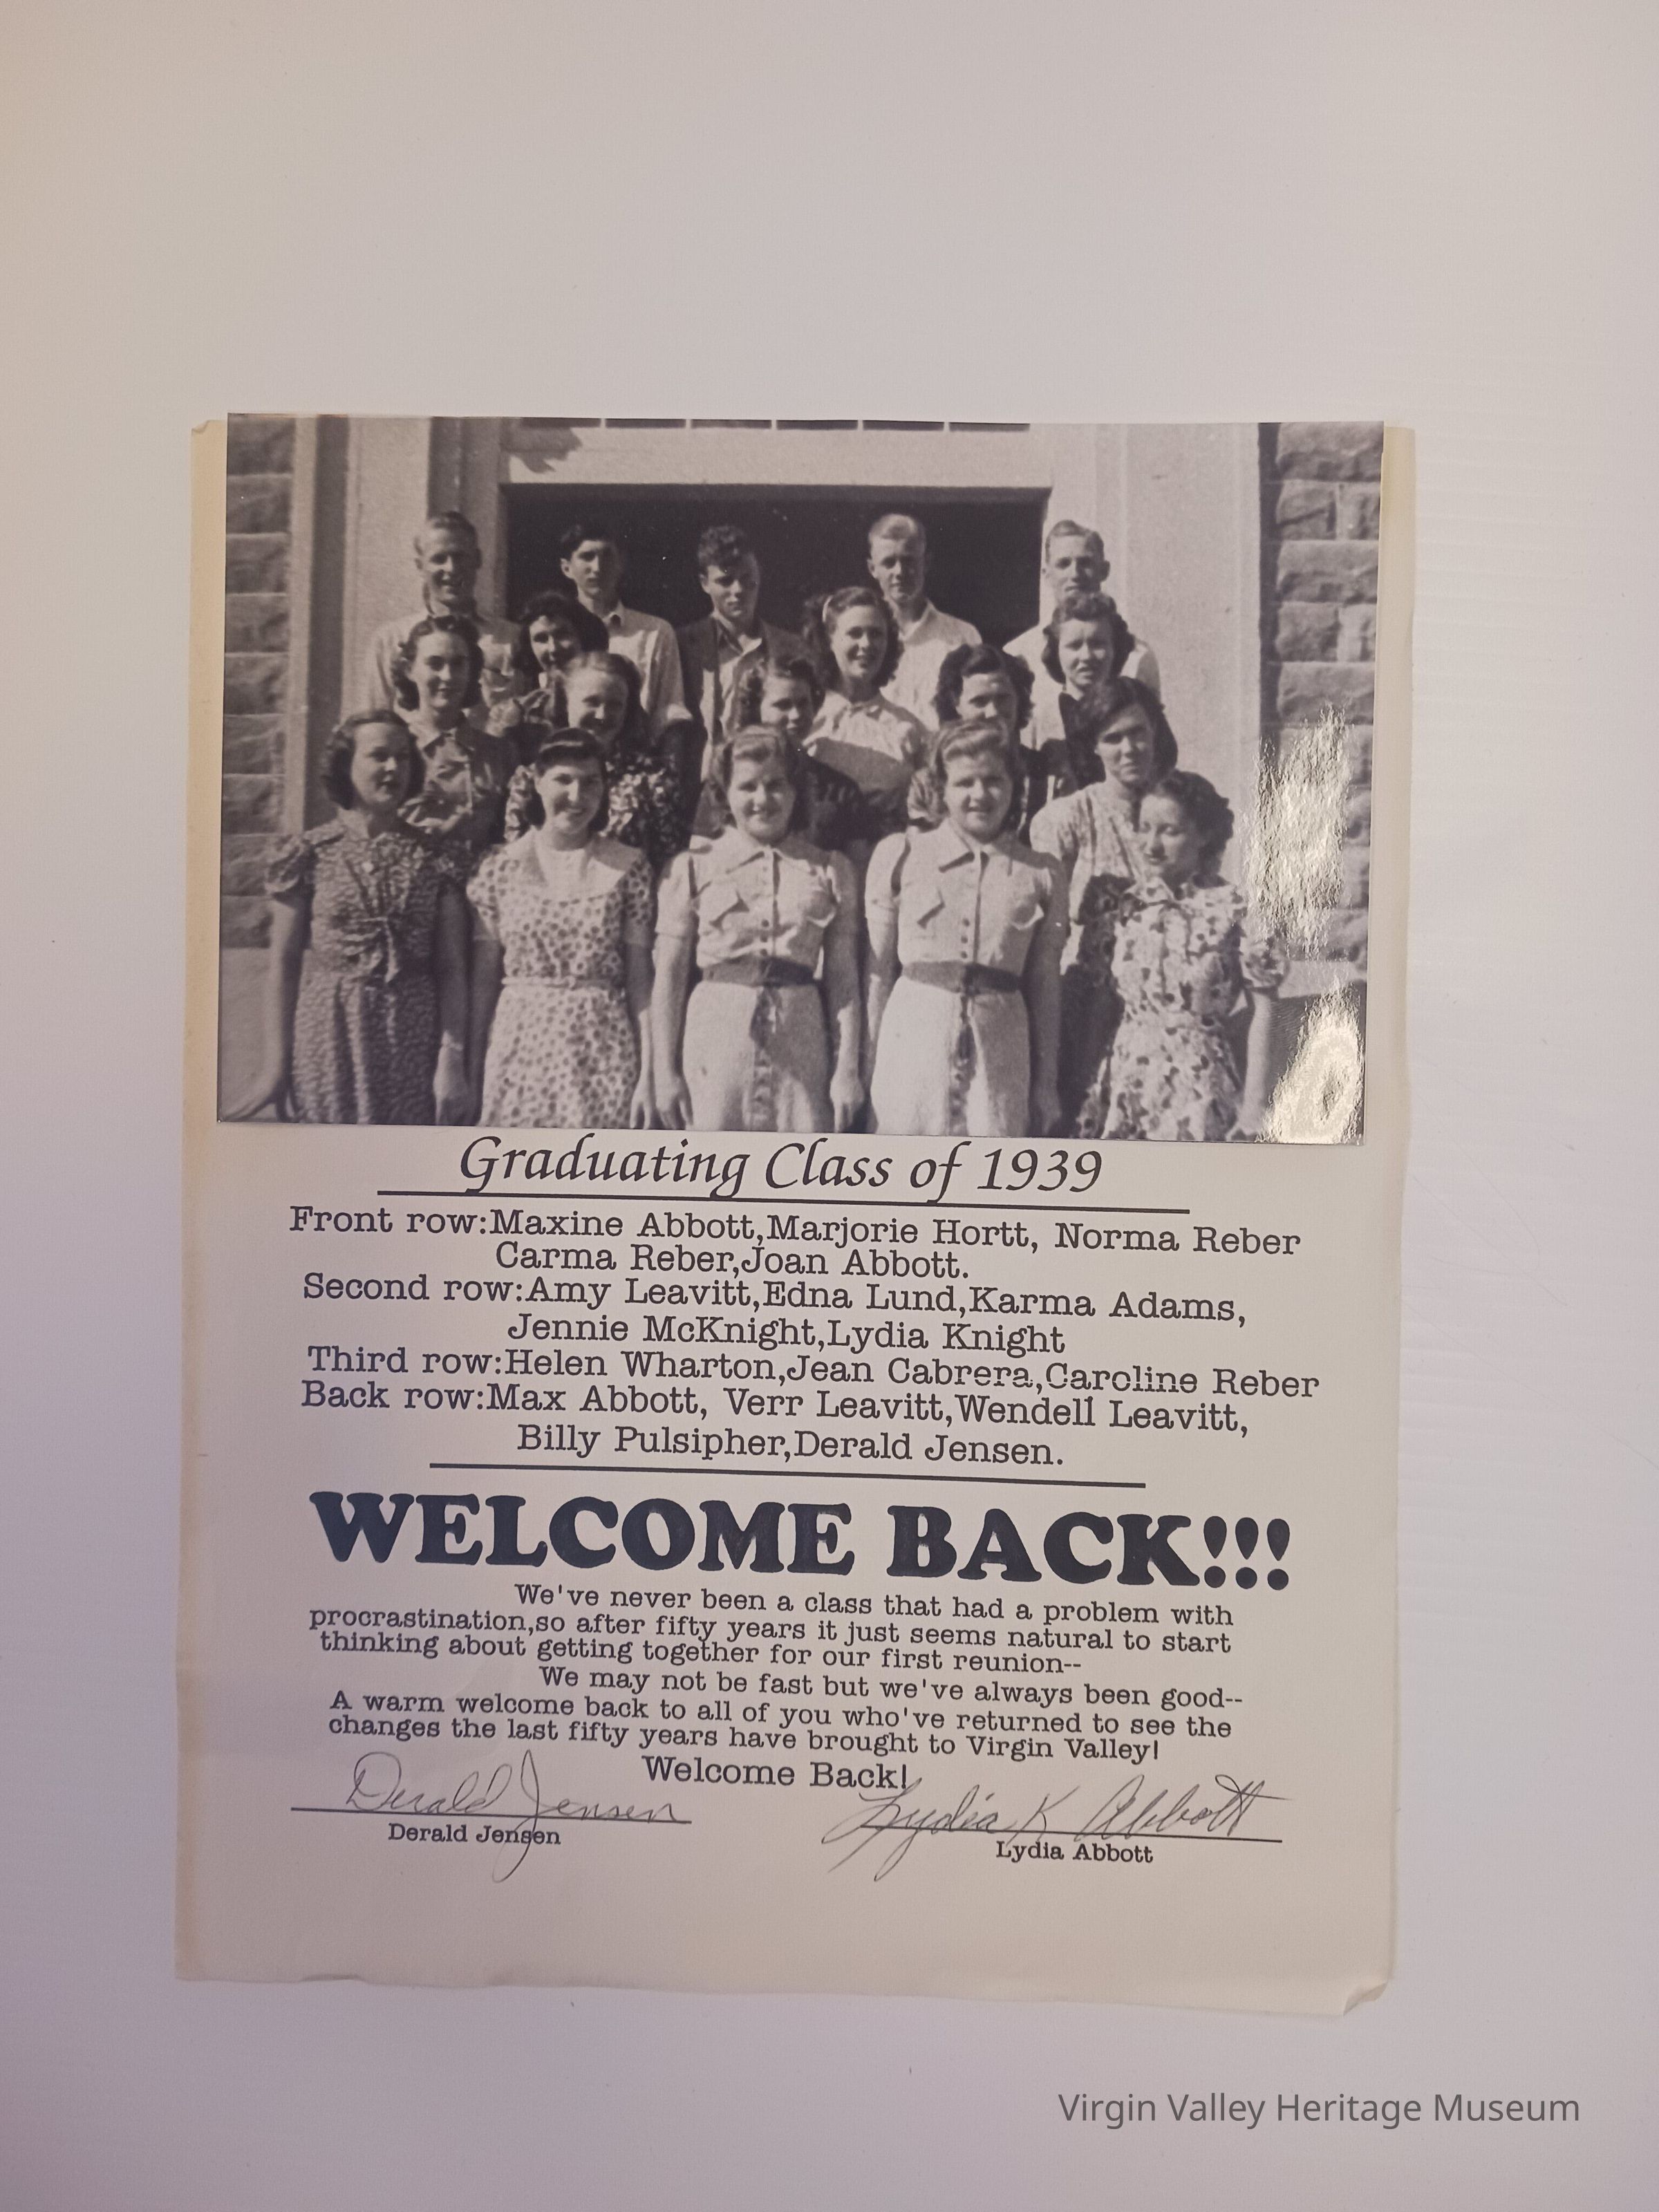 Graduating Class of 1939
Front row:Maxine Abbott,Marjorie Hortt, Norma Reber
Carma Reber,Joan Abbott.
Second row:Amy Leavitt,Edna Lund,Karma Adams,
Jennie McKnight,Lydia Knight
Third row:Helen Wharton,Jean Cabrera,Caroline Reber
Back row:Max Abbott, Verr Leavitt,Wendell Leavitt,
Billy Pulsipher,Derald Jensen.
WELCOME BACK!!!
We've never been a class that had a problem with
procrastination,so after fifty years it just seems natural to start
thinking about getting together for our first reunion--
We may not be fast but we've always been good--
A warm welcome back to all of you who've returned to see the
changes the last fifty years have brought to Virgin Valley!
Welcome Back!
Derald Jensen
Lydia K Abbott
Derald Jensen
Lydia Abbott
Virgin Valley Heritage Museum